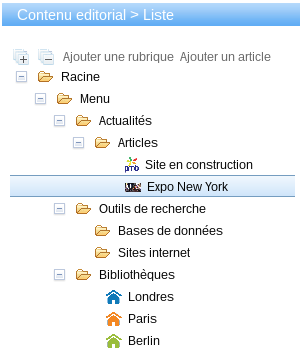 Contenu editorial > Liste
Ajouter une rubrique Ajouter un article
Racine
Menu
Actualités
Articles
Site en construction
Expo New York
Outils de recherche
Bases de données
Sites internet
Bibliothèques
Londres
Paris
Berlin